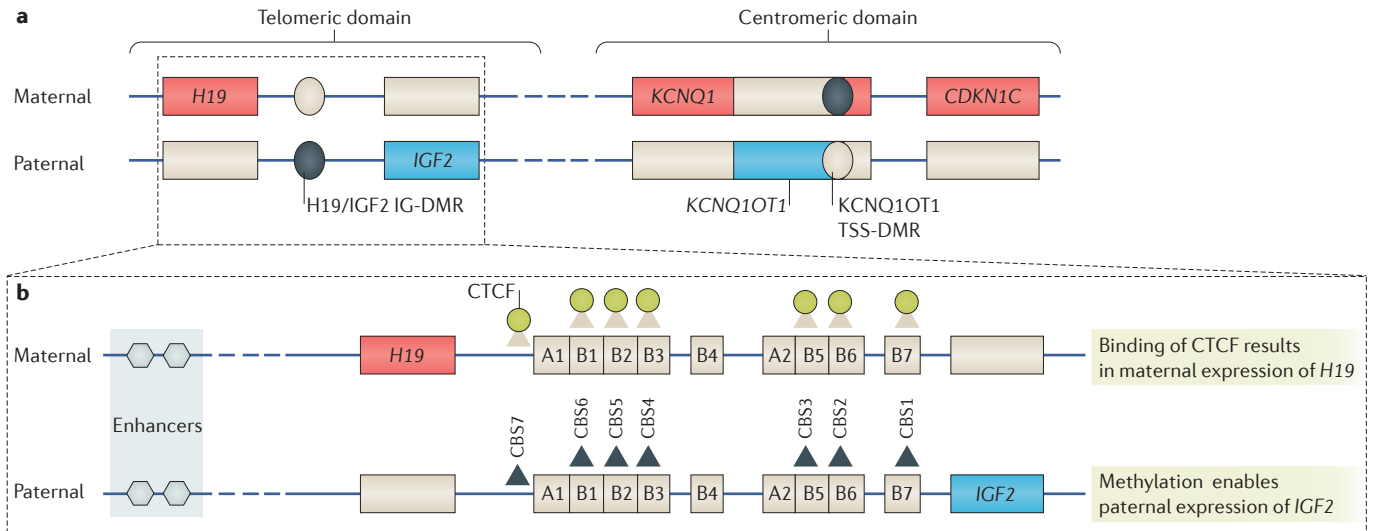 a
Telomeric domain
Centromeric domain
Maternal
H19
KCNQ1
CDKN1C
Paternal
IGF2
H19/IGF2 IG-DMR
KCNQ1OT1
KCNQ1OT1
TSS-DMR
b
CTCF
Maternal
H19
A1 B1 B2 B3 B4 A2 B5 B6 B7
Binding of CTCF results
in maternal expression of H19
Enhancers
CBS7
CBS6
CBS5
CBS4
CBS3
CBS2
CBS1
Paternal
A1 B1 B2 B3 B4 A2 B5 B6 B7
IGF2
Methylation enables
paternal expression of IGF2